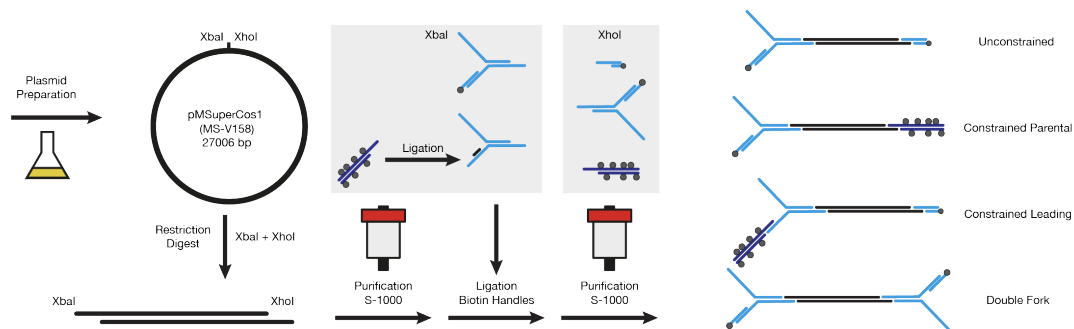 Plasmid
Preparation
XbaI XhoI
pMSuperCos1
(MS-V158)
27006 bp
Restriction
Digest
XbaI + XhoI
XbaI
XhoI
XbaI
Ligation
XhoI
Purification
S-1000
Ligation
Biotin Handles
Purification
S-1000
Unconstrained
Constrained Parental
Constrained Leading
Double Fork